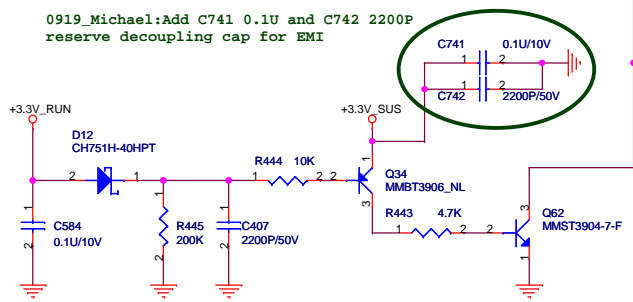 0919_Michael:Add C741 0.1U and C742 2200P
reserve decoupling cap for EMI
C741
0.1U/10V
1
2
1
2
C742
2200P/50V
+3.3V_RUN
+3.3V_SUS
D12
CH751H-40HPT
2
1
R444
10K
1
2
2
1
Q34
MMBT3906_NL
3
1
C584
0.1U/10V
2
1
R445
200K
2
1
C407
2200P/50V
2
R443
4.7K
1
2
2
3
Q62
MMST3904-7-F
1